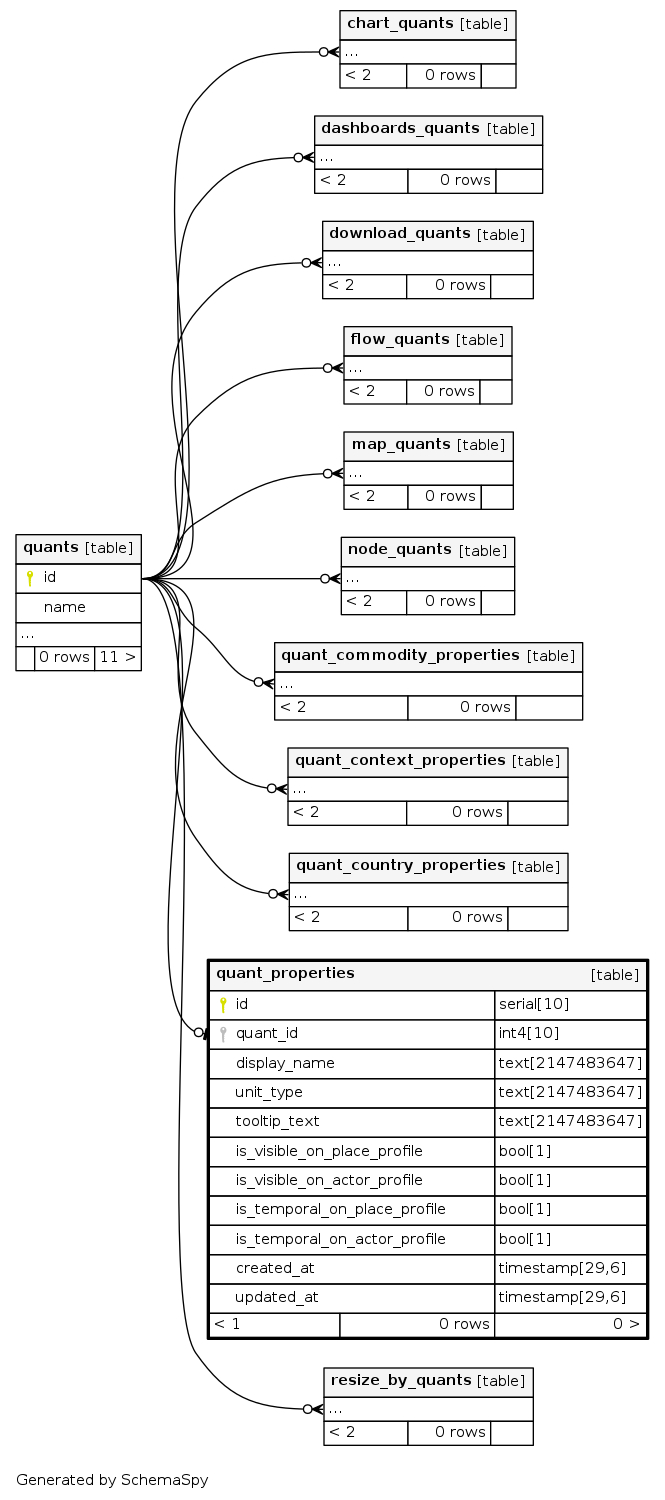 chart_quants [table]
...
< 2 0 rows
dashboards_quants [table]
...
< 2 0 rows
download_quants [table]
...
< 2 0 rows
flow_quants [table]
...
< 2 0 rows
map_quants [table]
...
< 2 0 rows
quants [table]
id
name
...
0 rows 11 >
node_quants [table]
...
< 2 0 rows
quant_commodity_properties [table]
...
< 2 0 rows
quant_context_properties [table]
...
< 2 0 rows
quant_country_properties [table]
...
< 2 0 rows
quant_properties [table]
id serial[10]
quant_id int4[10]
display_name text[2147483647]
unit_type text[2147483647]
tooltip_text text[2147483647]
is_visible_on_place_profile bool[1]
is_visible_on_actor_profile bool[1]
is_temporal_on_place_profile bool[1]
is_temporal_on_actor_profile bool[1]
created_at timestamp[29,6]
updated_at timestamp[29,6]
< 1 0 rows 0 >
resize_by_quants [table]
...
< 2 0 rows
Generated by SchemaSpy